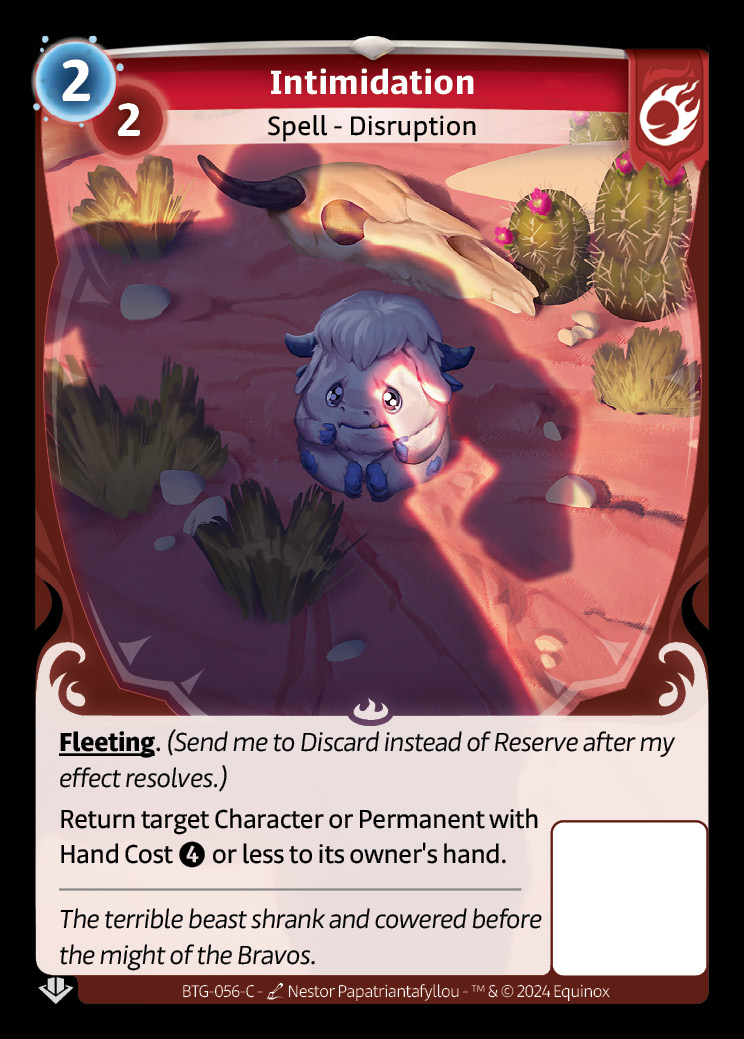 2
Intimidation
2
Spell - Disruption
Fleeting. (Send me to Discard instead of Reserve after my
effect resolves.)
Return target Character or Permanent with
Hand Cost 4 or less to its owner's hand.
The terrible beast shrank and cowered before
the might of the Bravos.
BTG-056-C - Nestor Papatriantafyllou - ™ & © 2024 Equinox